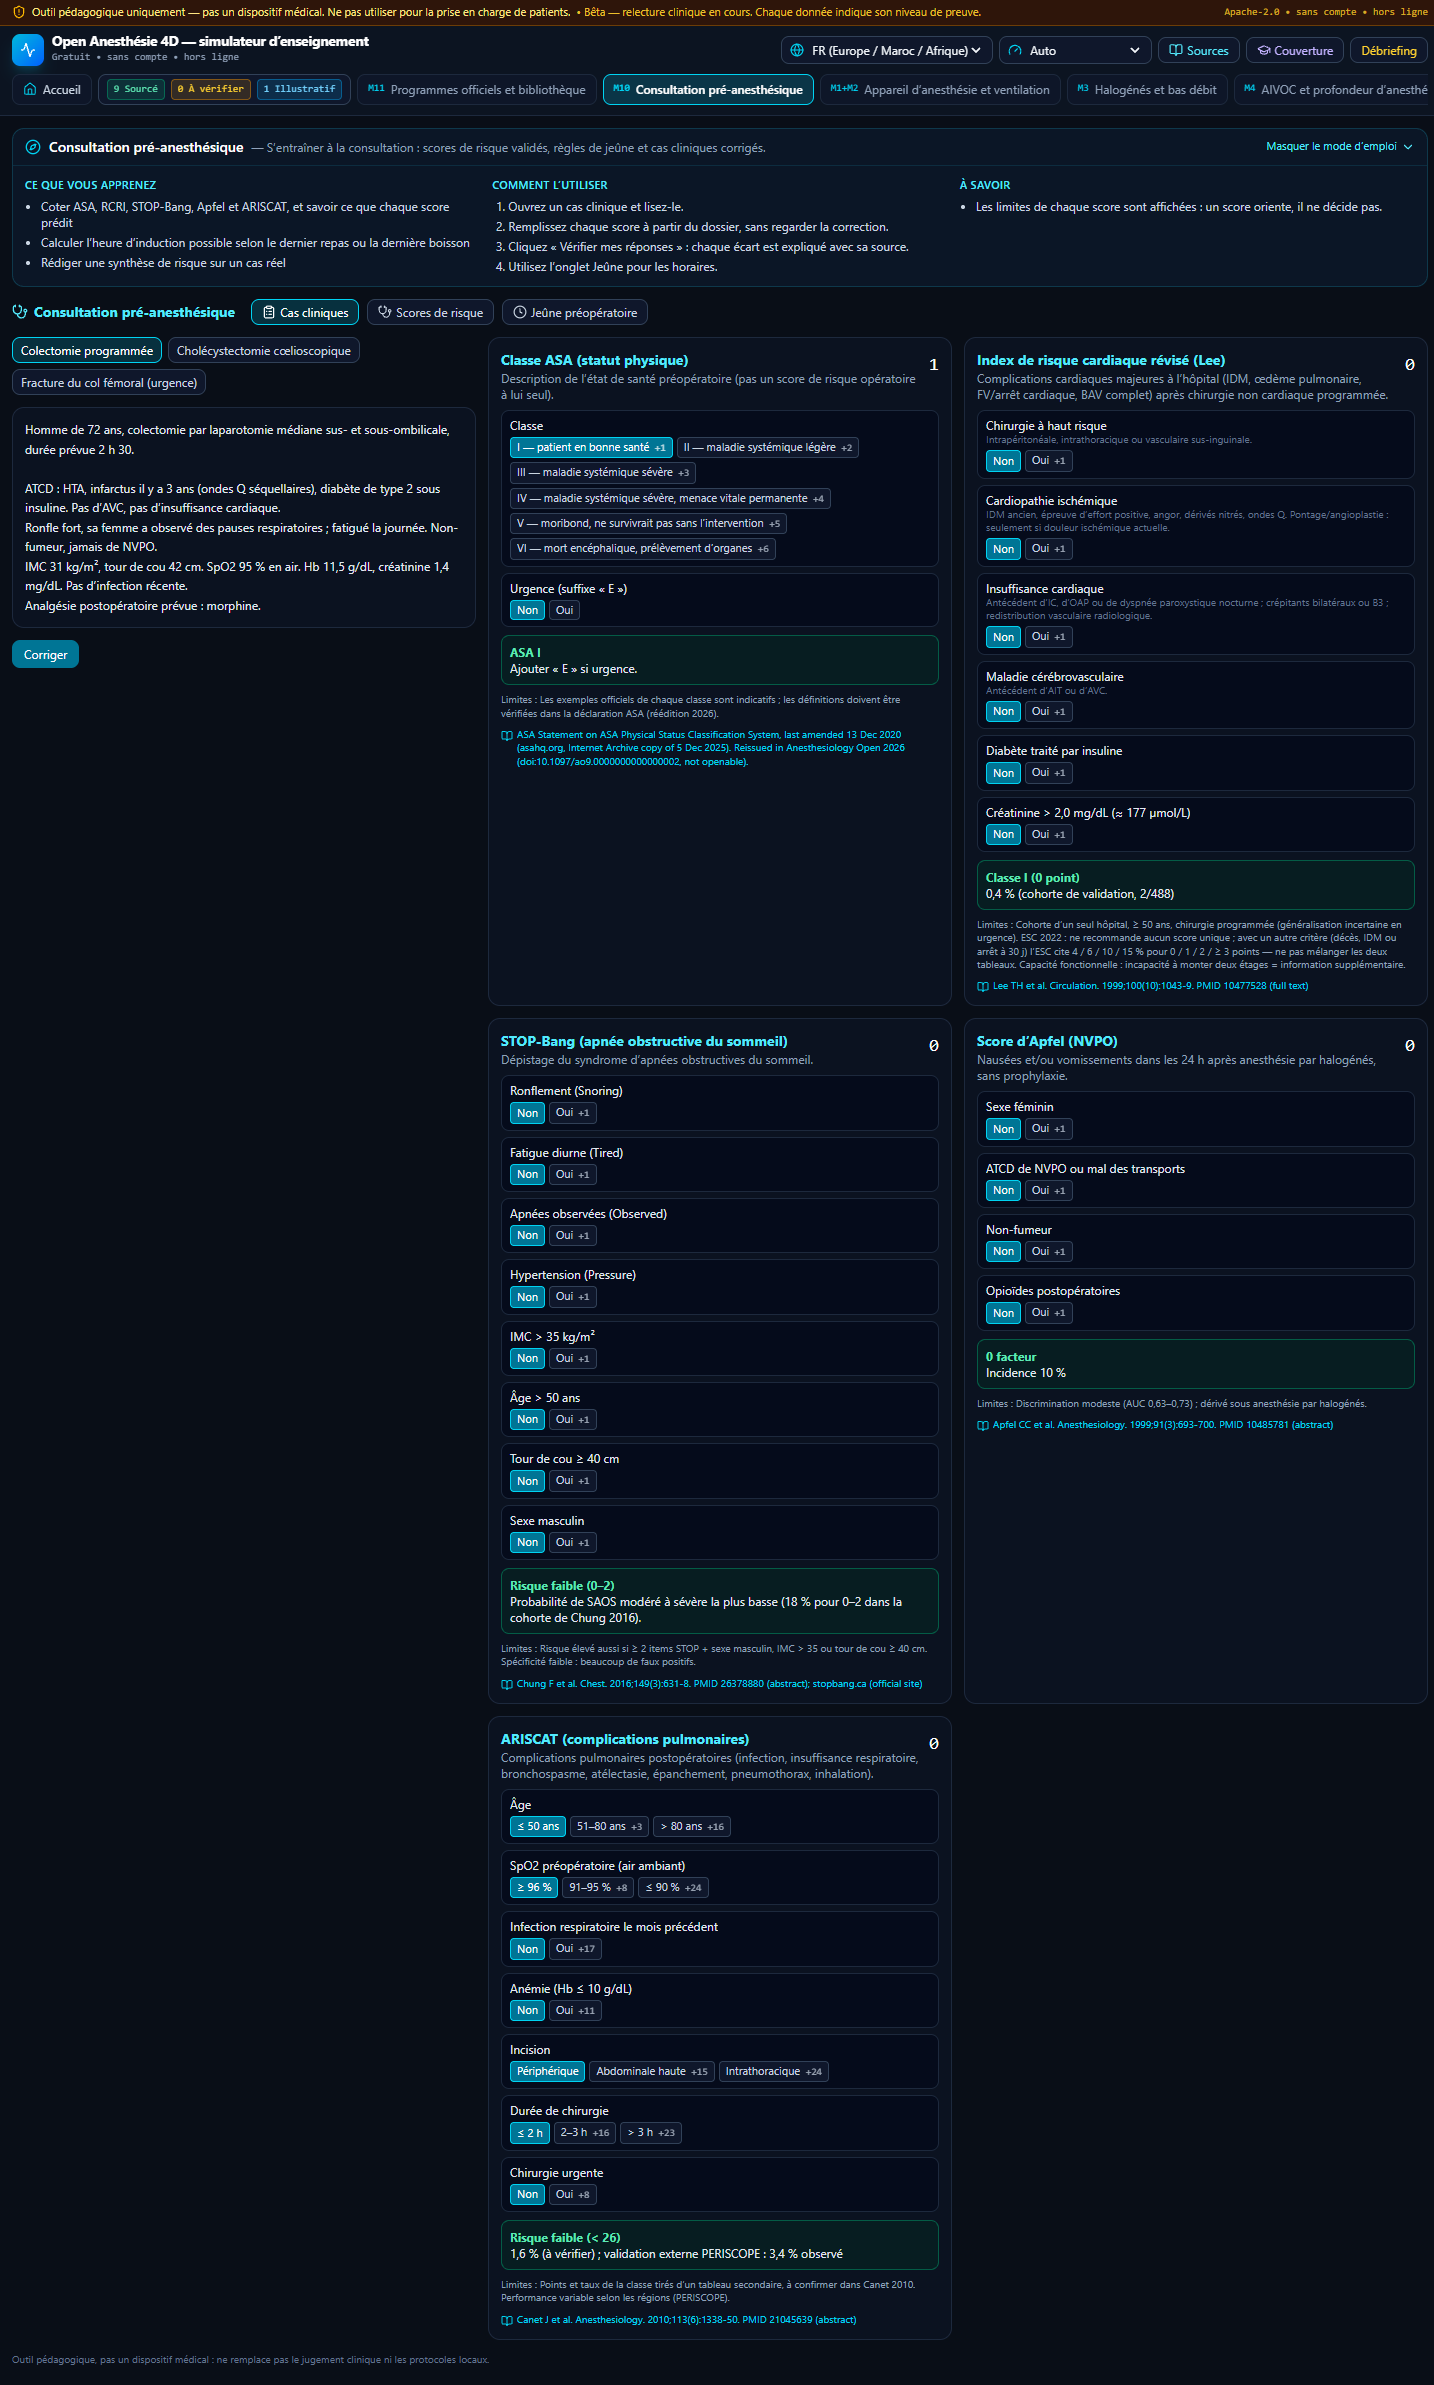 Outil pédagogique uniquement — pas un dispositif médical. Ne pas utiliser pour la prise en charge de patients. • Bêta — relecture clinique en cours. Chaque donnée indique son niveau de preuve.
Apache-2.0 • sans compte • hors ligne
Open Anesthésie 4D — simulateur d’enseignement
Gratuit • sans compte • hors ligne
FR (Europe / Maroc / Afrique)
Auto
Sources
Couverture
Débriefing
Accueil
9 Sourcé
0 À vérifier
1 Illustratif
M11 Programmes officiels et bibliothèque
M10 Consultation pré-anesthésique
M1+M2 Appareil d’anesthésie et ventilation
M3 Halogénés et bas débit
M4 AIVOC et profondeur d’anesthé
Consultation pré-anesthésique — S’entraîner à la consultation : scores de risque validés, règles de jeûne et cas cliniques corrigés.
Masquer le mode d’emploi
CE QUE VOUS APPRENEZ
• Coter ASA, RCRI, STOP-Bang, Apfel et ARISCAT, et savoir ce que chaque score
prédit
• Calculer l’heure d’induction possible selon le dernier repas ou la dernière boisson
• Rédiger une synthèse de risque sur un cas réel
COMMENT L’UTILISER
1. Ouvrez un cas clinique et lisez-le.
2. Remplissez chaque score à partir du dossier, sans regarder la correction.
3. Cliquez « Vérifier mes réponses » : chaque écart est expliqué avec sa source.
4. Utilisez l’onglet Jeûne pour les horaires.
À SAVOIR
• Les limites de chaque score sont affichées : un score oriente, il ne décide pas.
Consultation pré-anesthésique
Cas cliniques
Scores de risque
Jeûne préopératoire
Colectomie programmée
Cholécystectomie cœlioscopique
Fracture du col fémoral (urgence)
Homme de 72 ans, colectomie par laparotomie médiane sus- et sous-ombilicale,
durée prévue 2 h 30.
ATCD : HTA, infarctus il y a 3 ans (ondes Q séquellaires), diabète de type 2 sous
insuline. Pas d’AVC, pas d’insuffisance cardiaque.
Ronfle fort, sa femme a observé des pauses respiratoires ; fatigué la journée. Non-
fumeur, jamais de NVPO.
IMC 31 kg/m², tour de cou 42 cm. SpO2 95 % en air. Hb 11,5 g/dL, créatinine 1,4
mg/dL. Pas d’infection récente.
Analgésie postopératoire prévue : morphine.
Corriger
Classe ASA (statut physique)
1
Description de l’état de santé préopératoire (pas un score de risque opératoire
à lui seul).
Classe
I — patient en bonne santé +1
II — maladie systémique légère +2
III — maladie systémique sévère +3
IV — maladie systémique sévère, menace vitale permanente +4
V — moribond, ne survivrait pas sans l’intervention +5
VI — mort encéphalique, prélèvement d’organes +6
Urgence (suffixe « E »)
Non Oui
ASA I
Ajouter « E » si urgence.
Limites : Les exemples officiels de chaque classe sont indicatifs ; les définitions doivent être
vérifiées dans la déclaration ASA (réédition 2026).
ASA Statement on ASA Physical Status Classification System, last amended 13 Dec 2020
(asahq.org, Internet Archive copy of 5 Dec 2025). Reissued in Anesthesiology Open 2026
(doi:10.1097/ao9.0000000000000002, not openable).
Index de risque cardiaque révisé (Lee)
0
Complications cardiaques majeures à l’hôpital (IDM, œdème pulmonaire,
FV/arrêt cardiaque, BAV complet) après chirurgie non cardiaque programmée.
Chirurgie à haut risque
Intrapéritonéale, intrathoracique ou vasculaire sus-inguinale.
Non Oui +1
Cardiopathie ischémique
IDM ancien, épreuve d’effort positive, angor, dérivés nitrés, ondes Q. Pontage/angioplastie :
seulement si douleur ischémique actuelle.
Non Oui +1
Insuffisance cardiaque
Antécédent d’IC, d’OAP ou de dyspnée paroxystique nocturne ; crépitants bilatéraux ou B3 ;
redistribution vasculaire radiologique.
Non Oui +1
Maladie cérébrovasculaire
Antécédent d’AIT ou d’AVC.
Non Oui +1
Diabète traité par insuline
Non Oui +1
Créatinine > 2,0 mg/dL (≈ 177 µmol/L)
Non Oui +1
Classe I (0 point)
0,4 % (cohorte de validation, 2/488)
Limites : Cohorte d’un seul hôpital, ≥ 50 ans, chirurgie programmée (généralisation incertaine en
urgence). ESC 2022 : ne recommande aucun score unique ; avec un autre critère (décès, IDM ou
arrêt à 30 j) l’ESC cite 4 / 6 / 10 / 15 % pour 0 / 1 / 2 / ≥ 3 points — ne pas mélanger les deux
tableaux. Capacité fonctionnelle : incapacité à monter deux étages = information supplémentaire.
Lee TH et al. Circulation. 1999;100(10):1043-9. PMID 10477528 (full text)
STOP-Bang (apnée obstructive du sommeil)
0
Dépistage du syndrome d’apnées obstructives du sommeil.
Ronflement (Snoring)
Non Oui +1
Fatigue diurne (Tired)
Non Oui +1
Apnées observées (Observed)
Non Oui +1
Hypertension (Pressure)
Non Oui +1
IMC > 35 kg/m²
Non Oui +1
Âge > 50 ans
Non Oui +1
Tour de cou ≥ 40 cm
Non Oui +1
Sexe masculin
Non Oui +1
Risque faible (0–2)
Probabilité de SAOS modéré à sévère la plus basse (18 % pour 0–2 dans la
cohorte de Chung 2016).
Limites : Risque élevé aussi si ≥ 2 items STOP + sexe masculin, IMC > 35 ou tour de cou ≥ 40 cm.
Spécificité faible : beaucoup de faux positifs.
Chung F et al. Chest. 2016;149(3):631-8. PMID 26378880 (abstract); stopbang.ca (official site)
Score d’Apfel (NVPO)
0
Nausées et/ou vomissements dans les 24 h après anesthésie par halogénés,
sans prophylaxie.
Sexe féminin
Non Oui +1
ATCD de NVPO ou mal des transports
Non Oui +1
Non-fumeur
Non Oui +1
Opioïdes postopératoires
Non Oui +1
0 facteur
Incidence 10 %
Limites : Discrimination modeste (AUC 0,63–0,73) ; dérivé sous anesthésie par halogénés.
Apfel CC et al. Anesthesiology. 1999;91(3):693-700. PMID 10485781 (abstract)
ARISCAT (complications pulmonaires)
0
Complications pulmonaires postopératoires (infection, insuffisance respiratoire,
bronchospasme, atélectasie, épanchement, pneumothorax, inhalation).
Âge
≤ 50 ans 51–80 ans +3 > 80 ans +16
SpO2 préopératoire (air ambiant)
≥ 96 % 91–95 % +8 ≤ 90 % +24
Infection respiratoire le mois précédent
Non Oui +17
Anémie (Hb ≤ 10 g/dL)
Non Oui +11
Incision
Périphérique Abdominale haute +15 Intrathoracique +24
Durée de chirurgie
≤ 2 h 2–3 h +16 > 3 h +23
Chirurgie urgente
Non Oui +8
Risque faible (< 26)
1,6 % (à vérifier) ; validation externe PERISCOPE : 3,4 % observé
Limites : Points et taux de la classe tirés d’un tableau secondaire, à confirmer dans Canet 2010.
Performance variable selon les régions (PERISCOPE).
Canet J et al. Anesthesiology. 2010;113(6):1338-50. PMID 21045639 (abstract)
Outil pédagogique, pas un dispositif médical : ne remplace pas le jugement clinique ni les protocoles locaux.